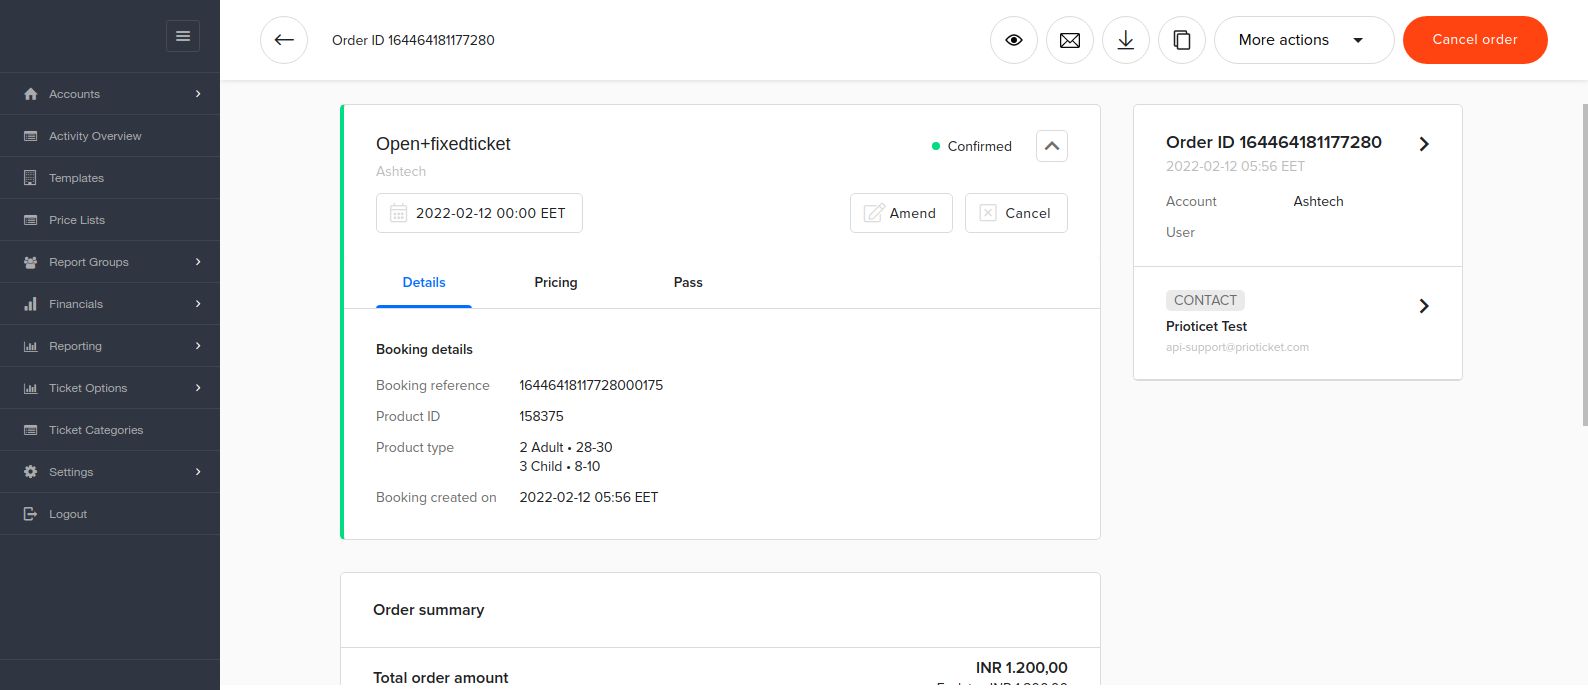 Accounts
Activity Overview
Templates
Price Lists
Report Groups
Financials
Reporting
Ticket Options
Ticket Categories
Settings
Logout
Order ID 164464181177280
More actions
Cancel order
Open+fixedticket
Confirmed
Ashtech
2022-02-12 00:00 EET
Amend
Cancel
Details
Pricing
Pass
Booking details
Booking reference 1644641811772800​0175
Product ID 158375
Product type 2 Adult • 28-30
3 Child • 8-10
Booking created on 2022-02-12 05:56 EET
Order summary
Total order amount INR 1.200,00
Order ID 164464181177280
2022-02-12 05:56 EET
Account Ashtech
User
CONTACT
Prioticet Test
api-support@prioticket.com